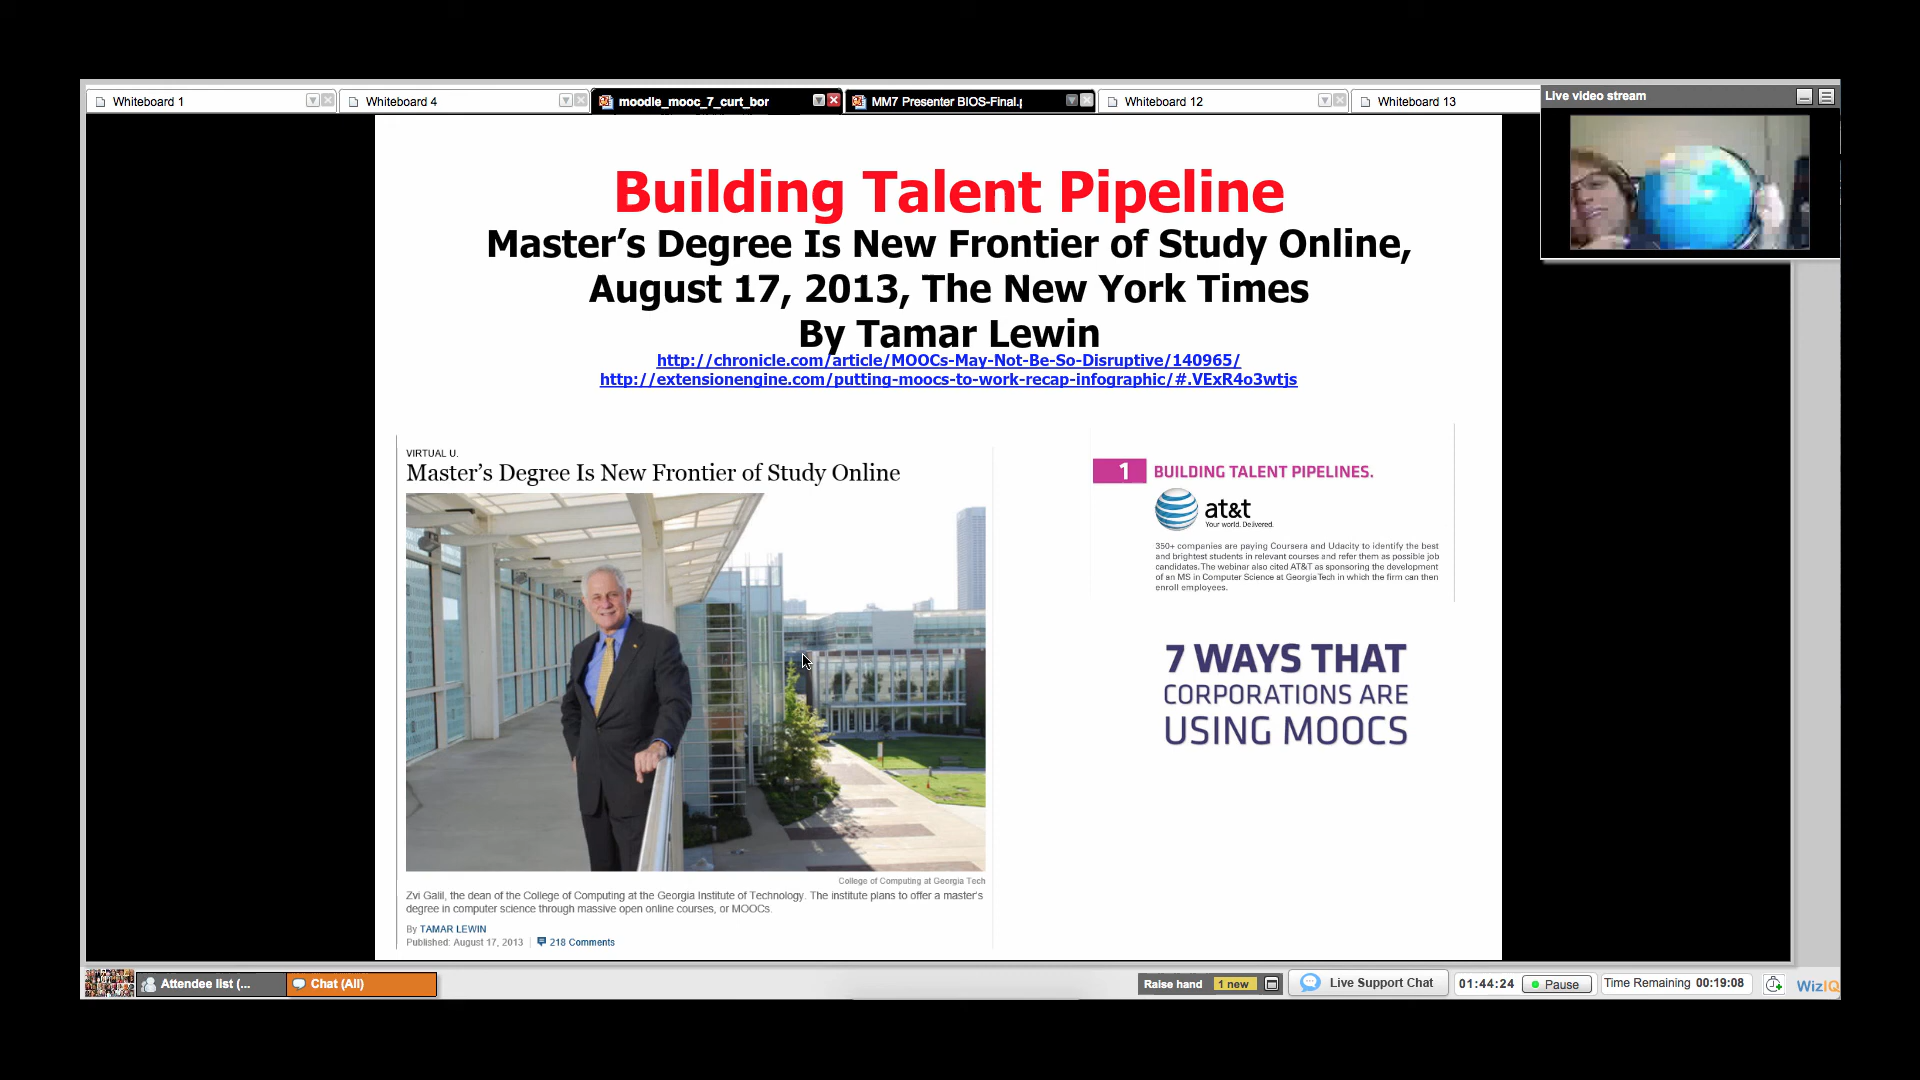 Whiteboard 1
Whiteboard 4
moodle_mooc_7_curt_bor
MM7 Presenter BIOS-Final.p
Whiteboard 12
Whiteboard 13
Live video stream
Building Talent Pipeline
Master’s Degree Is New Frontier of Study Online,
August 17, 2013, The New York Times
By Tamar Lewin
http://chronicle.com/article/MOOCs-May-Not-Be-So-Disruptive/140965/
http://extensionengine.com/putting-moocs-to-work-recap-infographic/#.VExR4o3wtjs
VIRTUAL U.
Master’s Degree Is New Frontier of Study Online
College of Computing at Georgia Tech
Zvi Galil, the dean of the College of Computing at the Georgia Institute of Technology. The institute plans to offer a master's
degree in computer science through massive open online courses, or MOOCs.
By TAMAR LEWIN
Published: August 17, 2013
218 Comments
1 BUILDING TALENT PIPELINES.
at&t
Your world. Delivered.
350+ companies are paying Coursera and Udacity to identify the best
and brightest students in relevant courses and refer them as possible job
candidates. The webinar also cited AT&T as sponsoring the development
of an MS in Computer Science at Georgia Tech in which the firm can then
enroll employees.
7 WAYS THAT
CORPORATIONS ARE
USING MOOCS
Attendee list (...
Chat (All)
Raise hand 1 new
Live Support Chat
01:44:24
Pause
Time Remaining 00:19:08
WizIQ